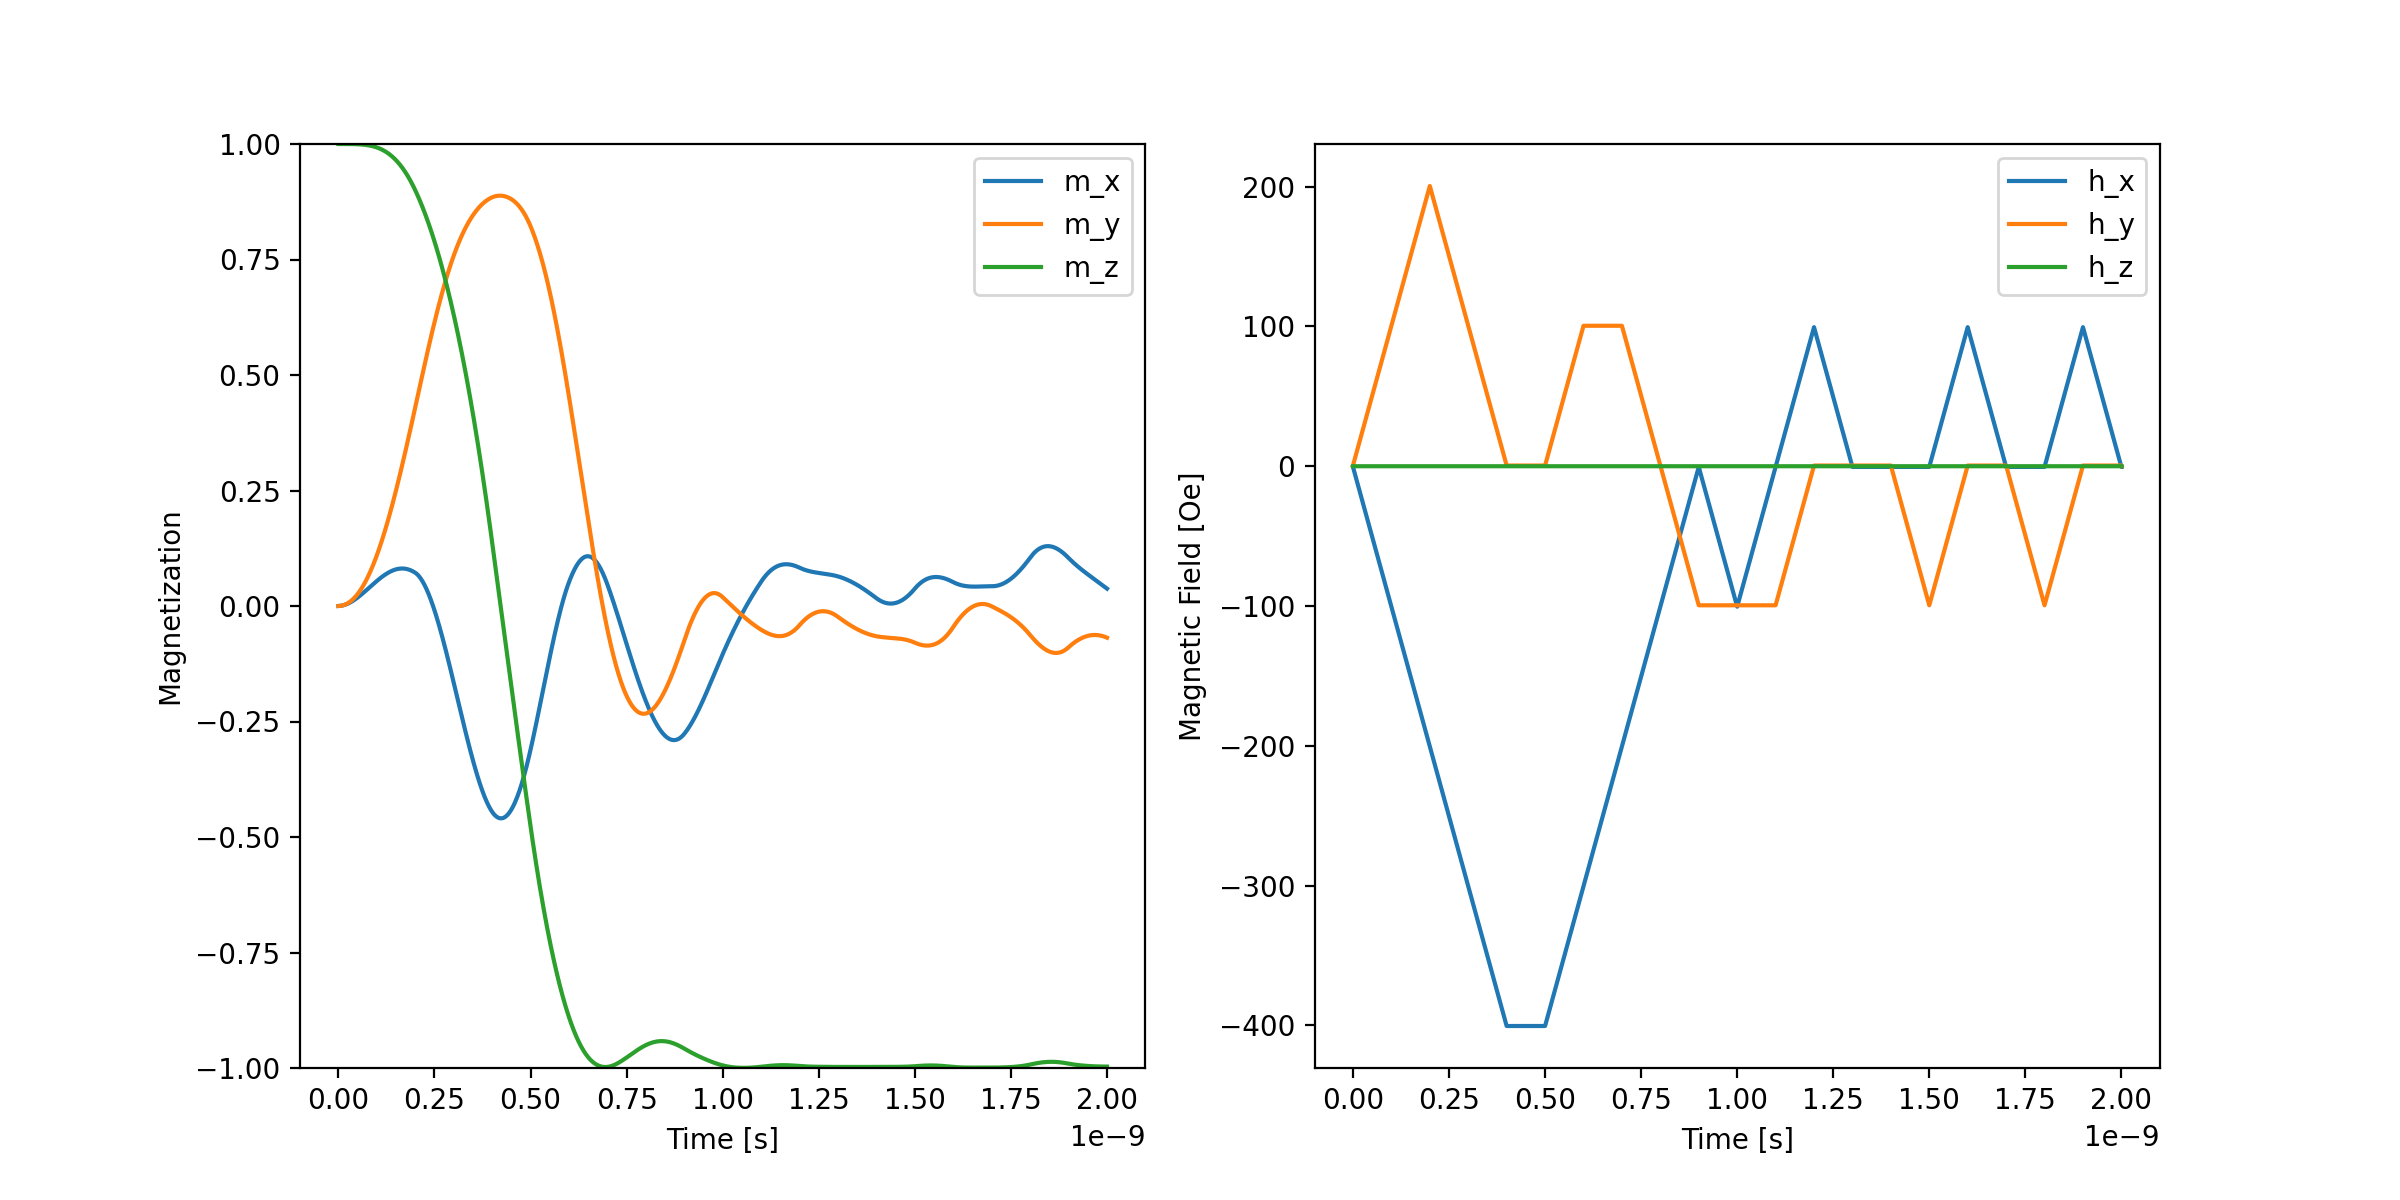 1.00
0.75
0.50
0.25
0.00
−0.25
−0.50
−0.75
−1.00
Magnetization
0.00 0.25 0.50 0.75 1.00 1.25 1.50 1.75 2.00
Time [s]
1e−9
m_x
m_y
m_z
200
100
0
−100
−200
−300
−400
Magnetic Field [Oe]
0.00 0.25 0.50 0.75 1.00 1.25 1.50 1.75 2.00
Time [s]
1e−9
h_x
h_y
h_z